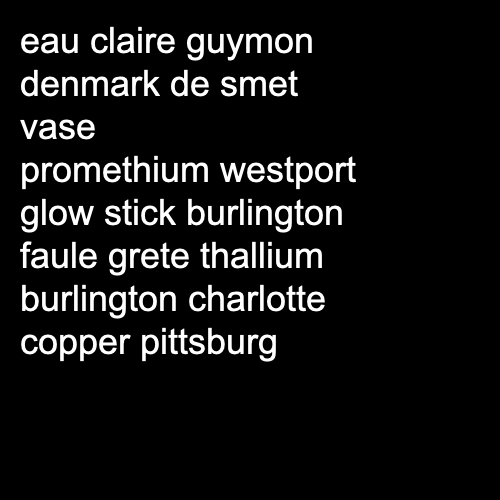 eau claire guymon
denmark de smet
vase
promethium westport
glow stick burlington
faule grete thallium
burlington charlotte
copper pittsburg